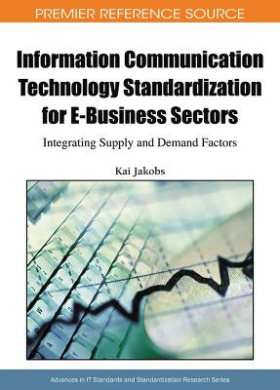 PREMIER REFERENCE SOURCE
Information Communication
Technology Standardization
for E-Business Sectors
Integrating Supply and Demand Factors
Kai Jakobs
Advances in IT Standards and Standardization Research Series